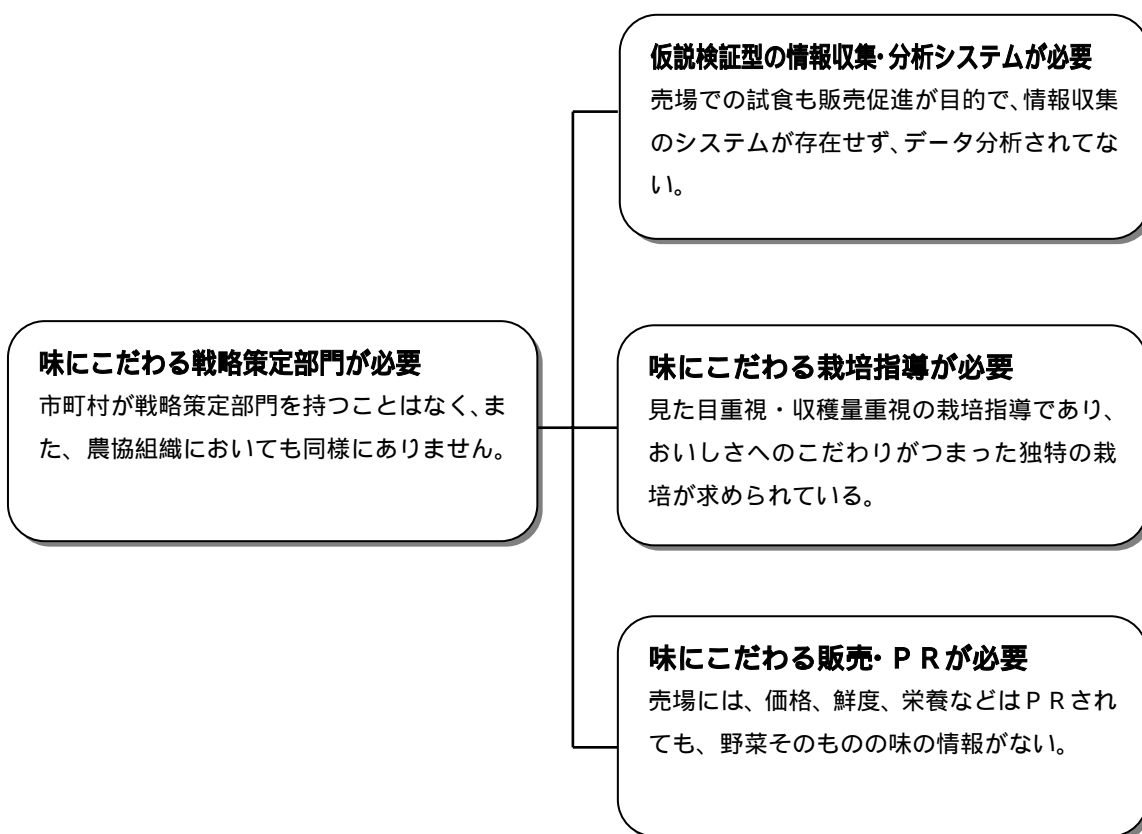 仮説検証型の情報収集・分析システムが必要
売場での試食も販売促進が目的で、情報収集
のシステムが存在せず、データ分析されてな
い。
味にこだわる戦略策定部門が必要
市町村が戦略策定部門を持つことはなく、ま
た、農協組織においても同様にありません。
味にこだわる栽培指導が必要
見た目重視・収穫量重視の栽培指導であり、
おいしさへのこだわりがつまった独特の栽
培が求められている。
味にこだわる販売・ＰＲが必要
売場には、価格、鮮度、栄養などはＰＲされ
ても、野菜そのものの味の情報がない。